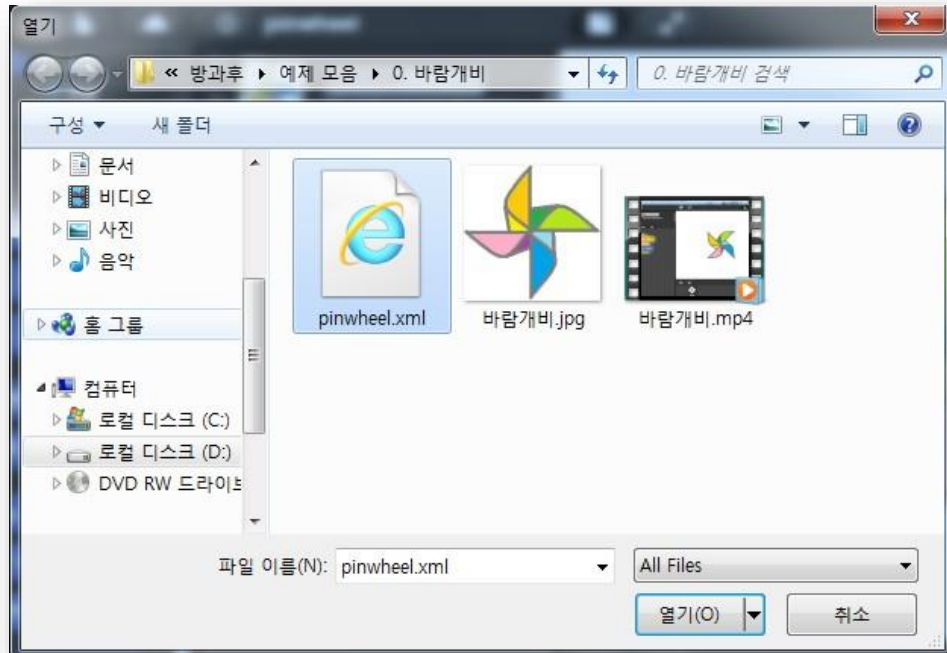 열기
pinwheel
« 방과후 ▸ 예제 모음 ▸ 0. 바람개비
0. 바람개비 검색
구성
새 폴더
문서
비디오
사진
음악
홈 그룹
컴퓨터
로컬 디스크 (C:)
로컬 디스크 (D:)
DVD RW 드라이브
pinwheel.xml
바람개비.jpg
바람개비.mp4
파일 이름(N): pinwheel.xml
All Files
열기(O)
취소